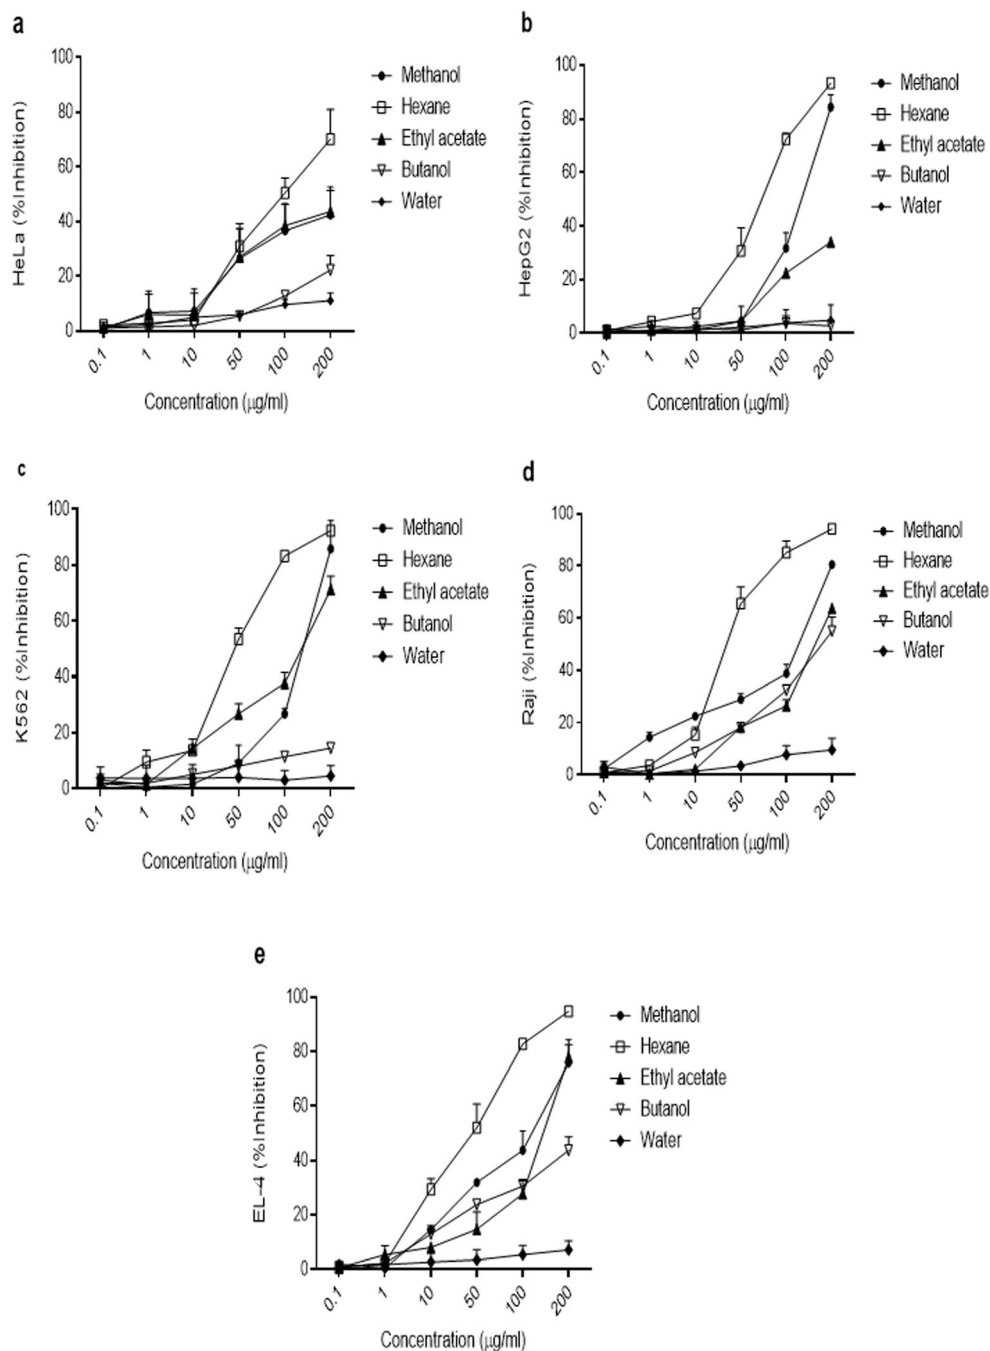 a
HeLa (%Inhibition)
100
80
60
40
20
0
0.1 1 10 50 100 200
Concentration (μg/ml)
Methanol
Hexane
Ethyl acetate
Butanol
Water
b
HepG2 (%Inhibition)
100
80
60
40
20
0
0.1 1 10 50 100 200
Concentration (μg/ml)
Methanol
Hexane
Ethyl acetate
Butanol
Water
c
K562 (%Inhibition)
100
80
60
40
20
0
0.1 1 10 50 100 200
Concentration (μg/ml)
Methanol
Hexane
Ethyl acetate
Butanol
Water
d
Raji (%Inhibition)
100
80
60
40
20
0
0.1 1 10 50 100 200
Concentration (μg/ml)
Methanol
Hexane
Ethyl acetate
Butanol
Water
e
EL-4 (%Inhibition)
100
80
60
40
20
0
0.1 1 10 50 100 200
Concentration (μg/ml)
Methanol
Hexane
Ethyl acetate
Butanol
Water